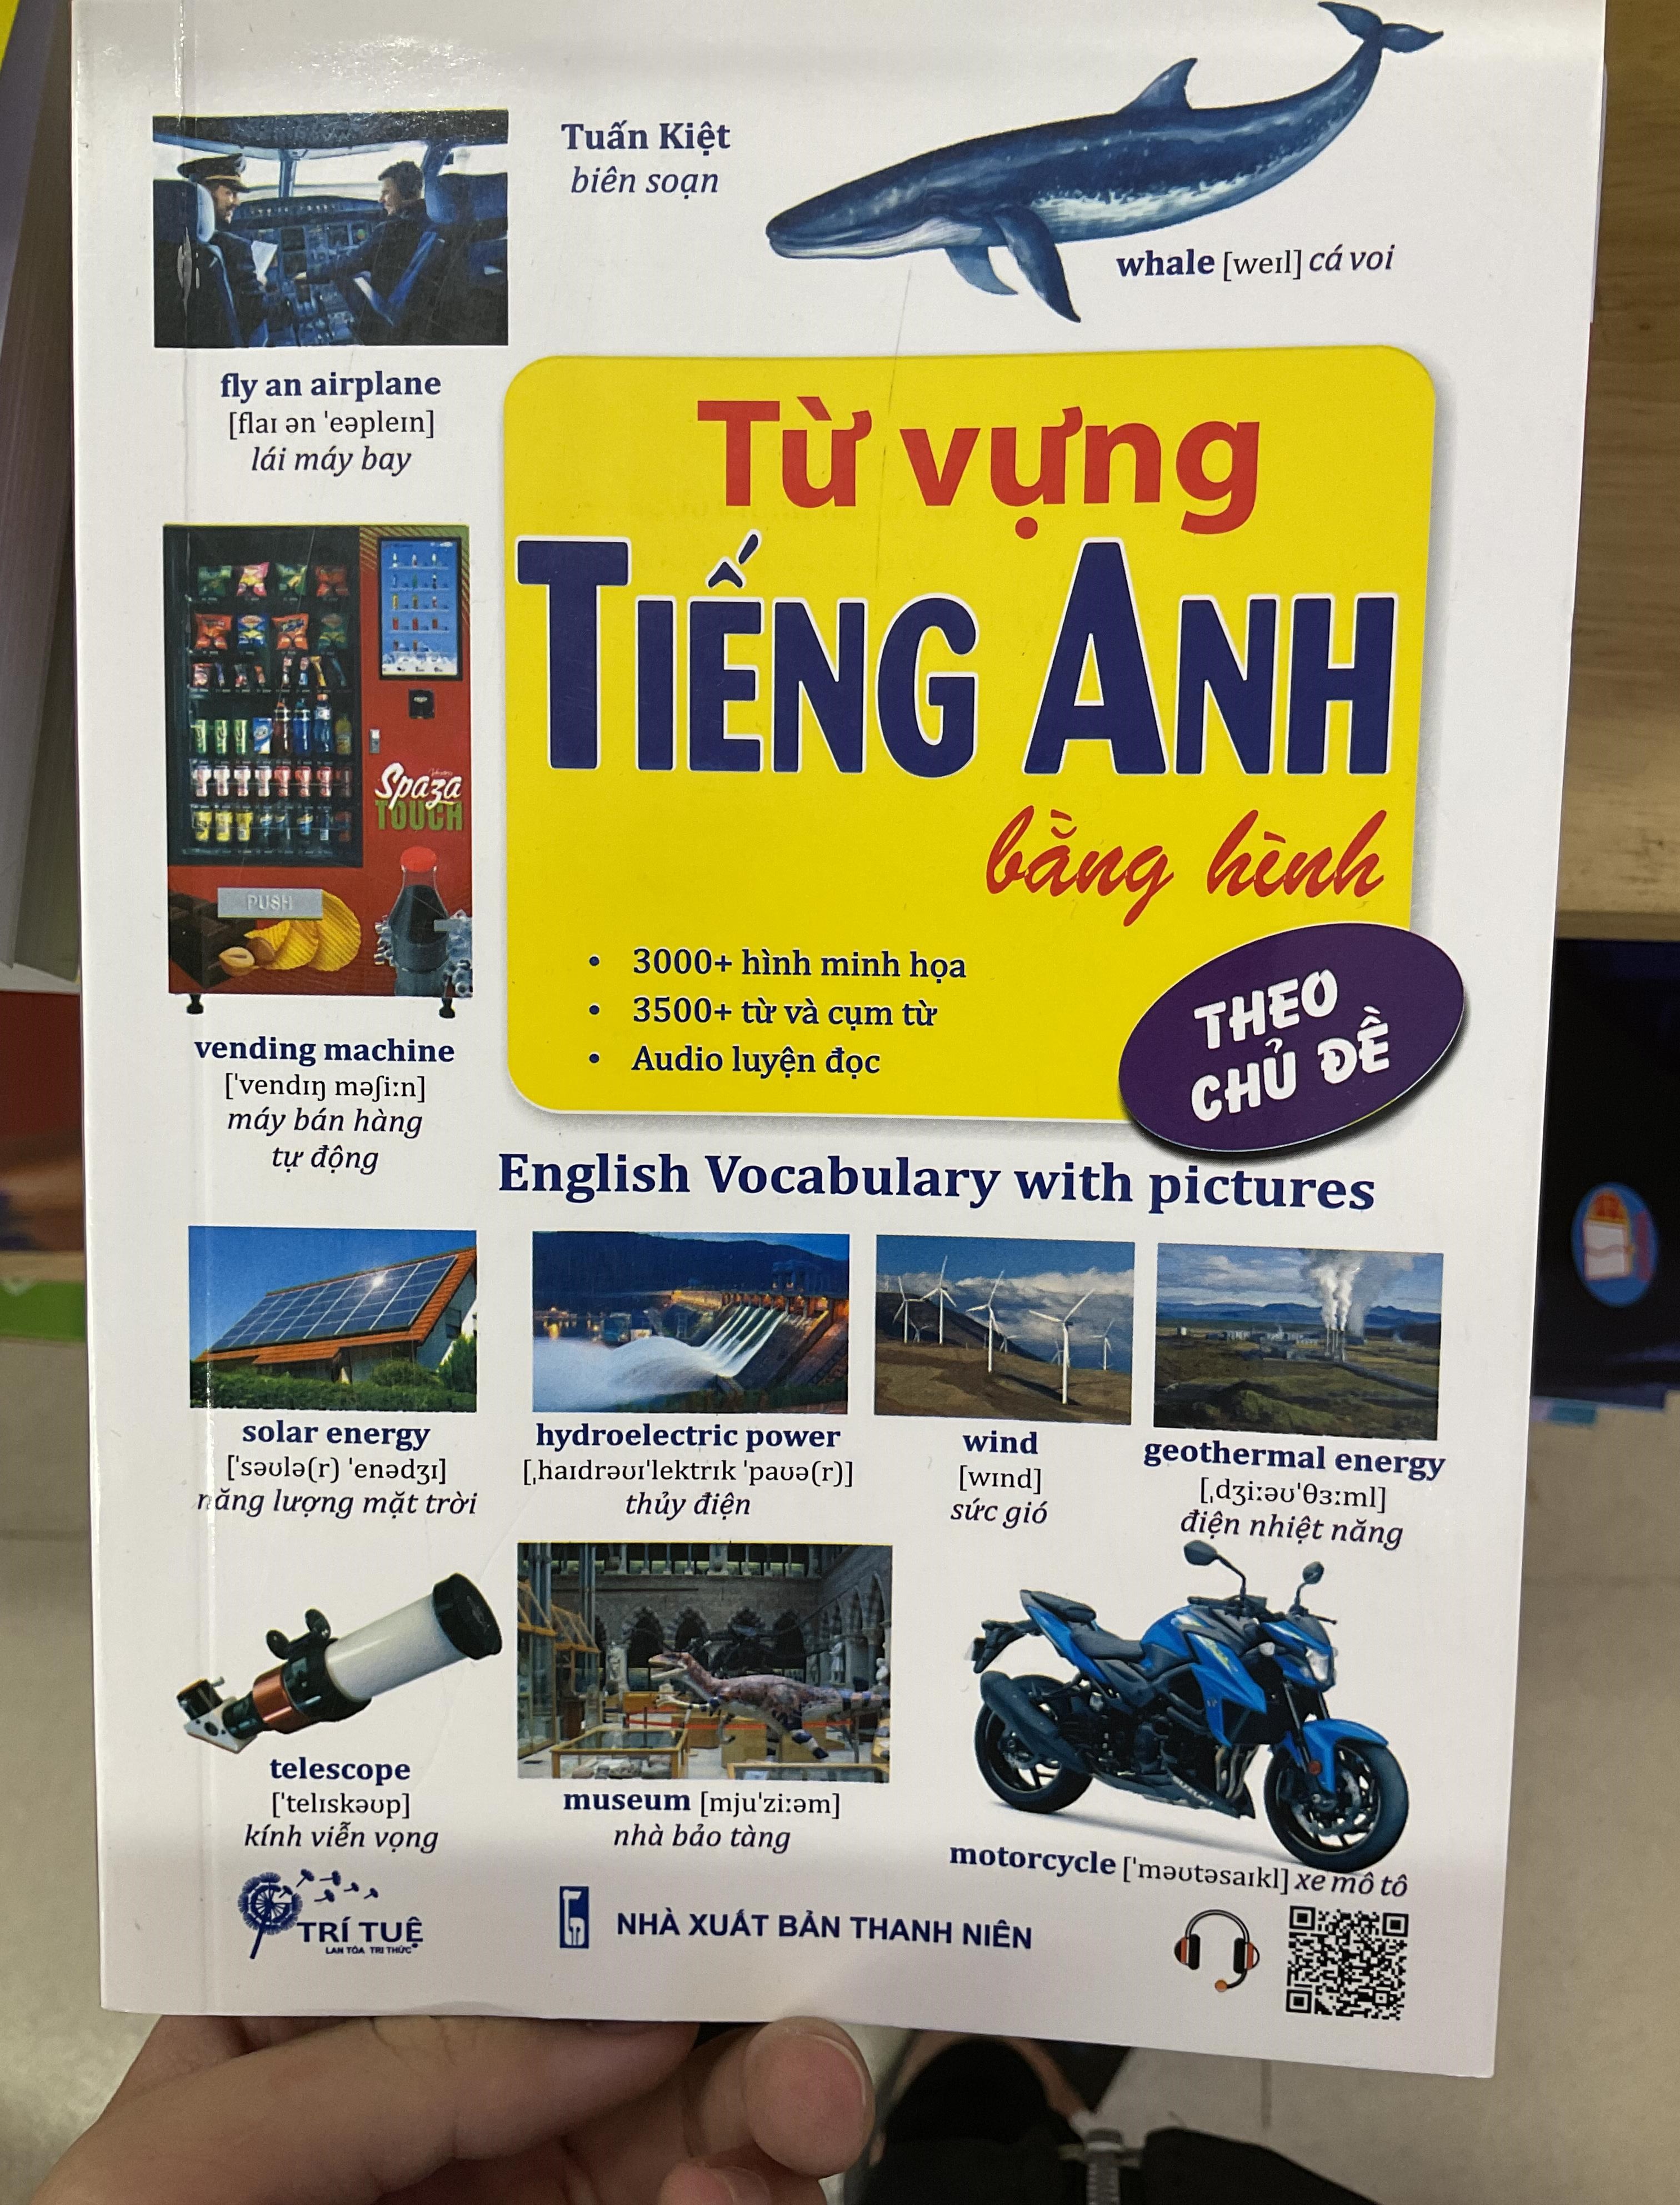 Tuấn Kiệt
biên soạn
whale [weɪl] cá voi
fly an airplane
[flaɪ ən ˈeəpleɪn]
lái máy bay
Từ vựng
TIẾNG ANH
bằng hình
• 3000+ hình minh họa
• 3500+ từ và cụm từ
• Audio luyện đọc
THEO
CHỦ ĐỀ
Spaza
TOUCH
PUSH
vending machine
[ˈvendɪŋ məʃiːn]
máy bán hàng
tự động
English Vocabulary with pictures
solar energy
[ˈsəʊlə(r) ˈenədʒɪ]
năng lượng mặt trời
hydroelectric power
[ˌhaɪdrəʊɪˈlektrɪk ˈpaʊə(r)]
thủy điện
wind
[wɪnd]
sức gió
geothermal energy
[ˌdʒiːəʊˈθɜːml]
điện nhiệt năng
telescope
[ˈtelɪskəʊp]
kính viễn vọng
museum [mjuˈziːəm]
nhà bảo tàng
SUZUKI
motorcycle [ˈməʊtəsaɪkl] xe mô tô
TRÍ TUỆ
LAN TỎA TRI THỨC
NHÀ XUẤT BẢN THANH NIÊN